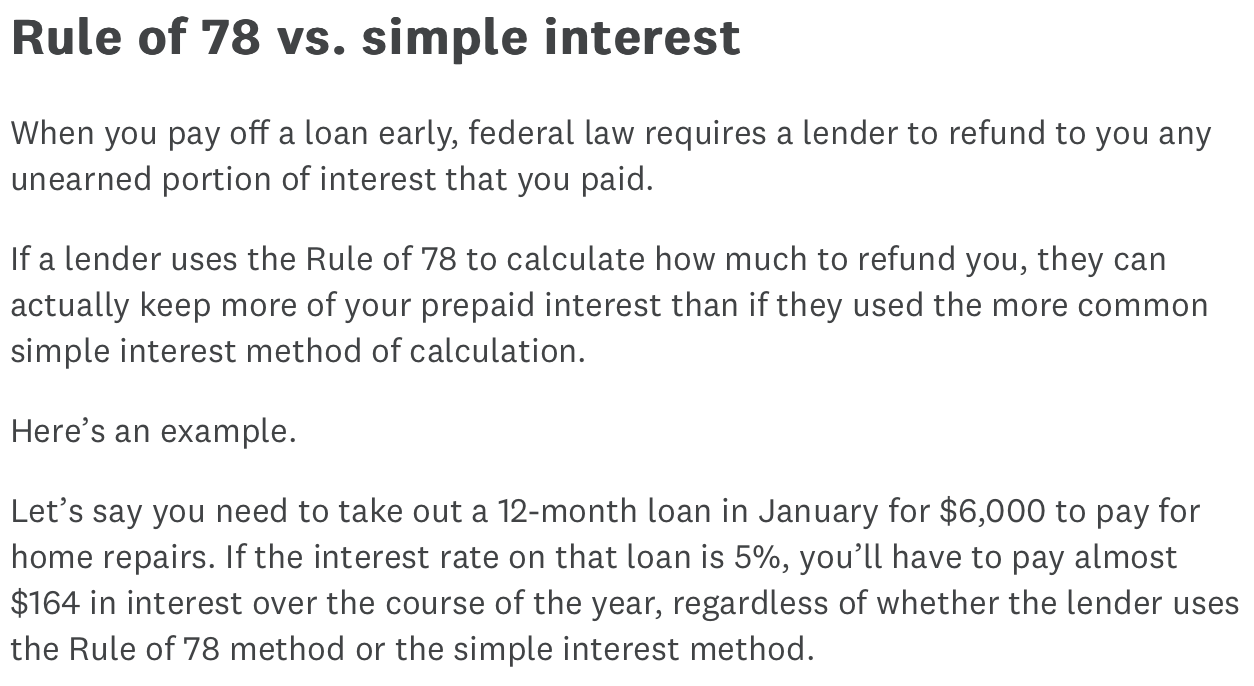 Rule of 78 vs. simple interest
When you pay off a loan early, federal law requires a lender to refund to you any
unearned portion of interest that you paid.
If a lender uses the Rule of 78 to calculate how much to refund you, they can
actually keep more of your prepaid interest than if they used the more common
simple interest method of calculation.
Here’s an example.
Let’s say you need to take out a 12-month loan in January for $6,000 to pay for
home repairs. If the interest rate on that loan is 5%, you’ll have to pay almost
$164 in interest over the course of the year, regardless of whether the lender uses
the Rule of 78 method or the simple interest method.